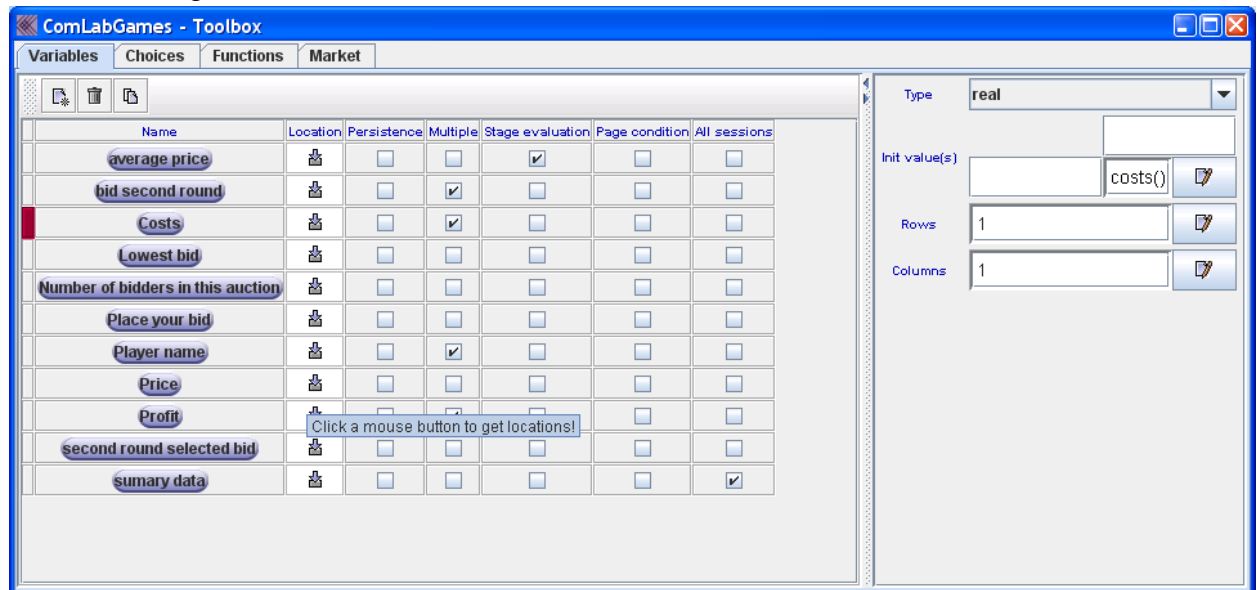 ComLabGames - Toolbox
Variables Choices Functions Market
Type real
Name Location Persistence Multiple Stage evaluation Page condition All sessions
average price
Init value(s)
costs()
bid second round
Costs
Rows 1
Lowest bid
Columns 1
Number of bidders in this auction
Place your bid
Player name
Price
Profit
Click a mouse button to get locations!
second round selected bid
sumary data